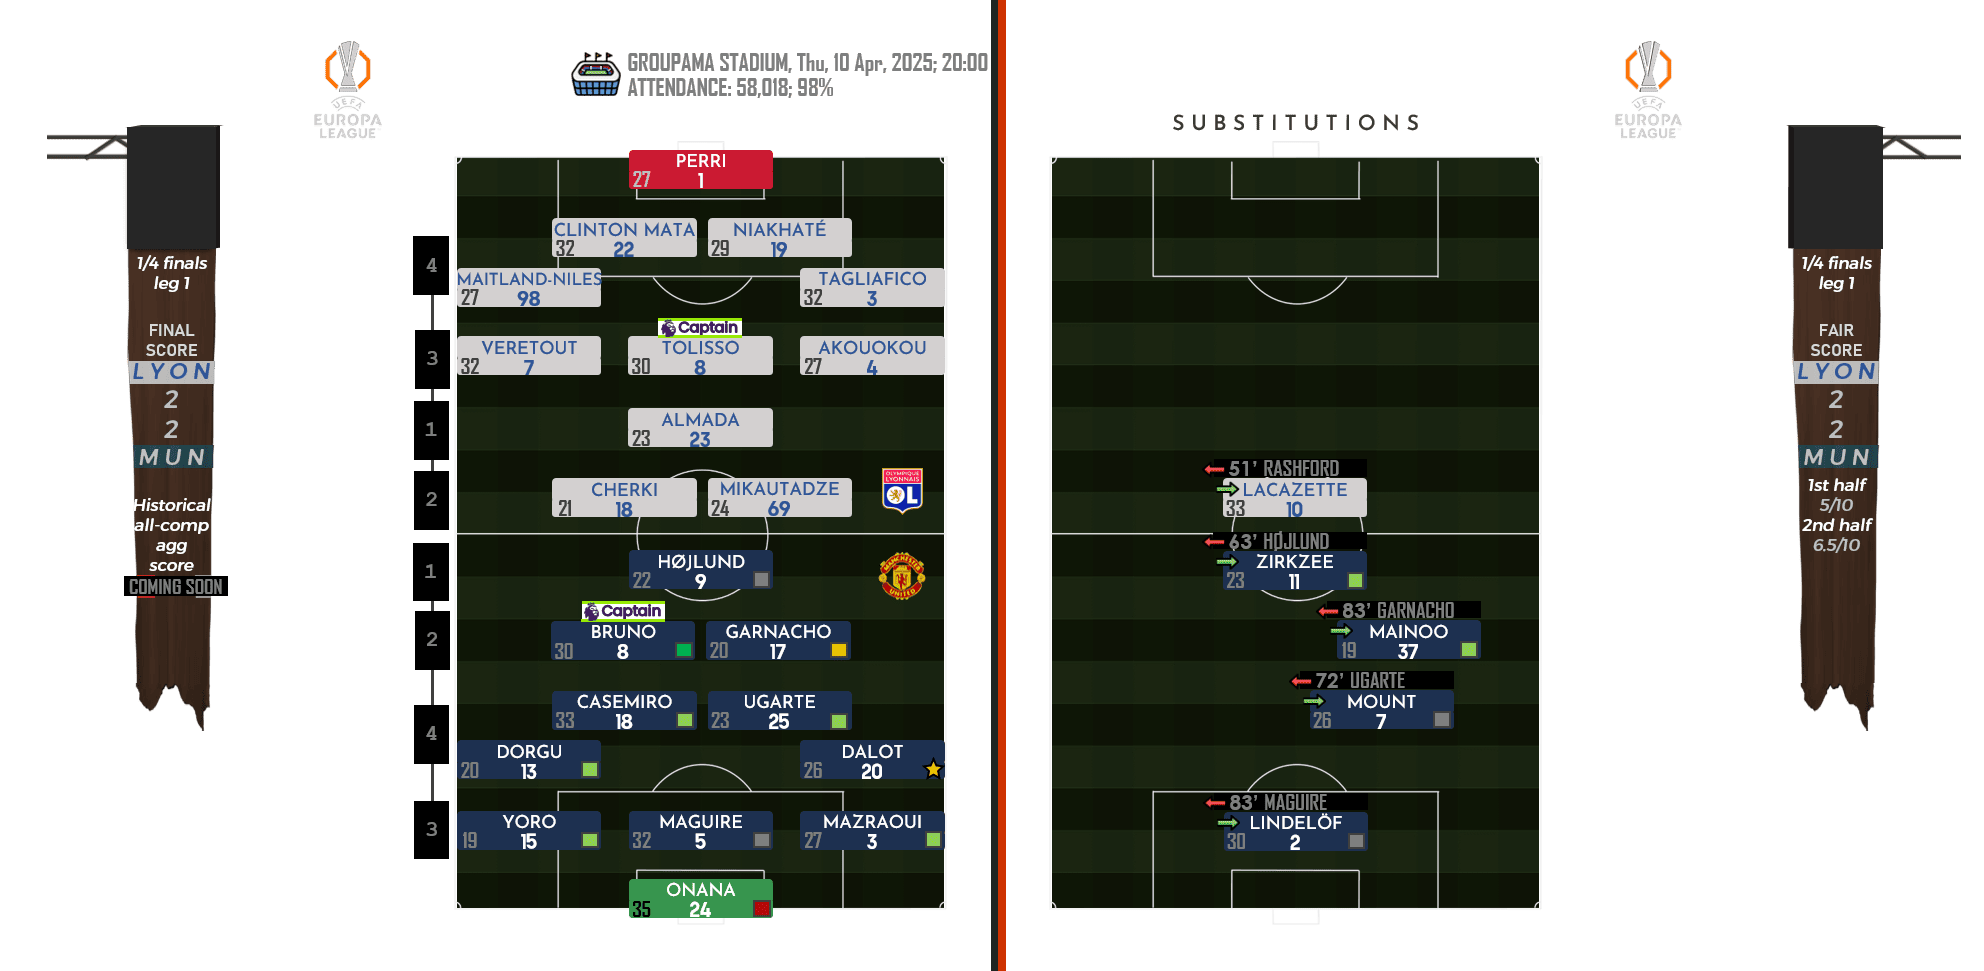 UEFA
EUROPA
LEAGUE
GROUPAMA STADIUM, Thu, 10 Apr, 2025; 20:00
ATTENDANCE: 58,018; 98%
1/4 finals
leg 1
FINAL
SCORE
LYON
2
2
MUN
Historical
all-comp
agg
score
COMING SOON
4
3
1
2
1
2
4
3
PERRI
27 1
CLINTON MATA
32 22
NIAKHATÉ
29 19
MAITLAND-NILES
27 98
TAGLIAFICO
32 3
Captain
VERETOUT
32 7
TOLISSO
30 8
AKOUOKOU
27 4
ALMADA
23 23
OLYMPIQUE
LYONNAIS
OL
CHERKI
21 18
MIKAUTADZE
24 69
HØJLUND
22 9
MANCHESTER
UNITED
Captain
BRUNO
30 8
GARNACHO
20 17
CASEMIRO
33 18
UGARTE
23 25
DORGU
20 13
DALOT
26 20
YORO
19 15
MAGUIRE
32 5
MAZRAOUI
27 3
ONANA
35 24
SUBSTITUTIONS
51' RASHFORD
LACAZETTE
33 10
63' HØJLUND
ZIRKZEE
23 11
83' GARNACHO
MAINOO
19 37
72' UGARTE
MOUNT
26 7
83' MAGUIRE
LINDELÖF
30 2
UEFA
EUROPA
LEAGUE
1/4 finals
leg 1
FAIR
SCORE
LYON
2
2
MUN
1st half
5/10
2nd half
6.5/10